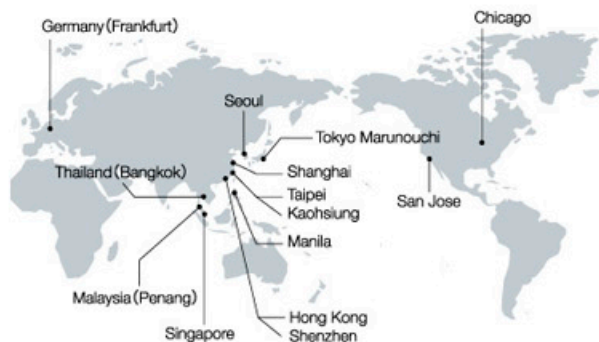 Chicago
Germany(Frankfurt)
Seoul
Tokyo Marunouchi
Shanghai
Thailand(Bangkok)
Taipei
San Jose
Kaohsiung
Manila
Malaysia(Penang)
Hong Kong
Singapore
Shenzhen